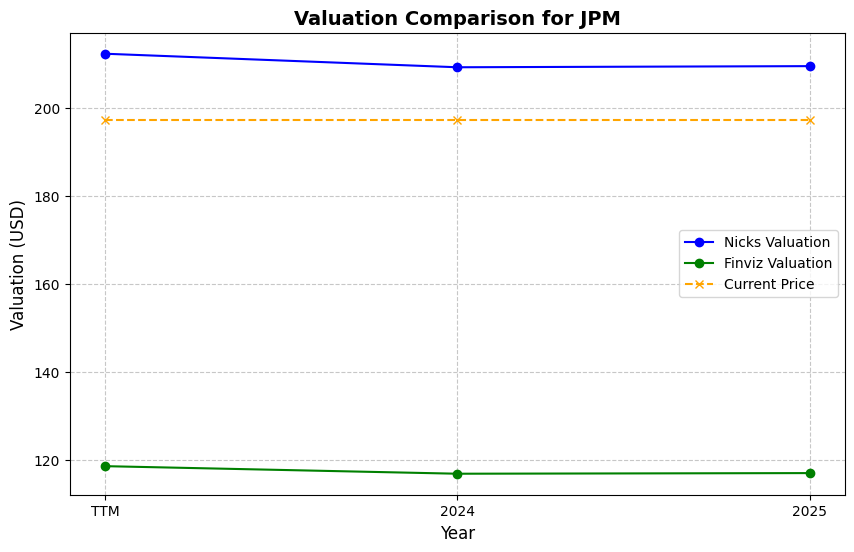 Valuation Comparison for JPM
Valuation (USD)
200
180
160
140
120
Nicks Valuation
Finviz Valuation
Current Price
TTM
2024
2025
Year